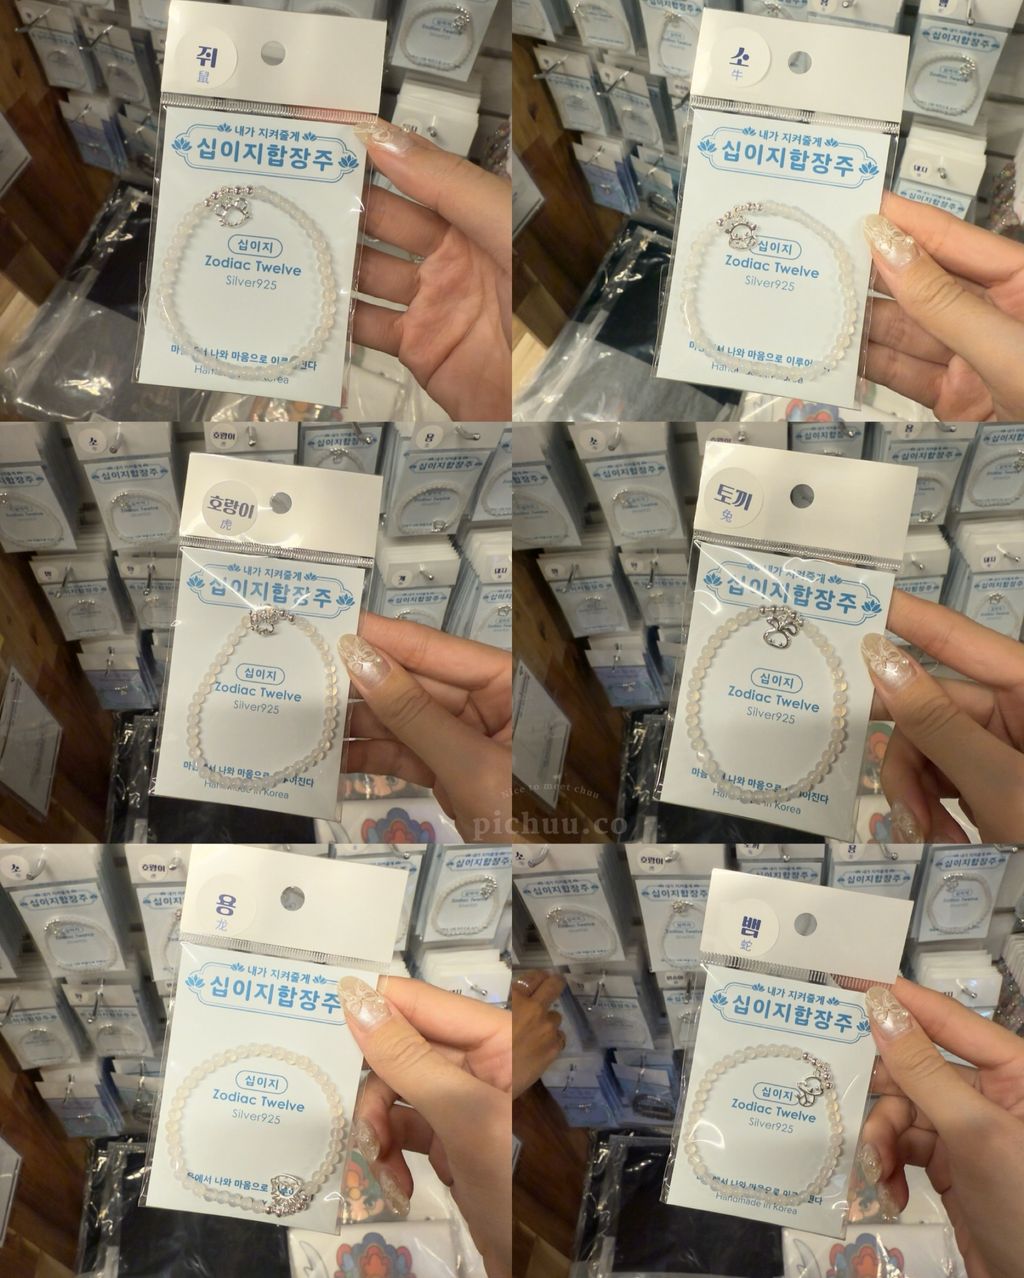 쥐
鼠
내가 지켜줄게
십이지합장주
십이지
Zodiac Twelve
Silver925
소
牛
내가 지켜줄게
십이지합장주
십이지
Zodiac Twelve
Silver925
호랑이
虎
내가 지켜줄게
십이지합장주
십이지
Zodiac Twelve
Silver925
Handmade in Korea
토끼
兔
내가 지켜줄게
십이지합장주
십이지
Zodiac Twelve
Silver925
Handmade in Korea
Nice to meet chuu
pichuu.co
용
龙
내가 지켜줄게
십이지합장주
십이지
Zodiac Twelve
Silver925
뱀
蛇
내가 지켜줄게
십이지합장주
십이지
Zodiac Twelve
Silver925
Handmade in Korea